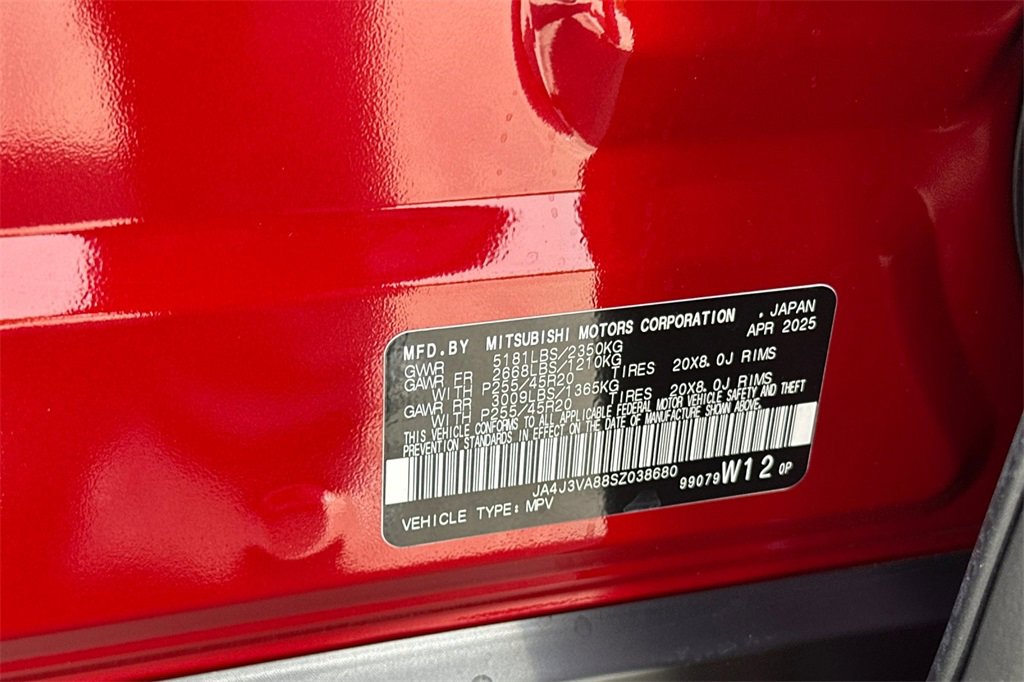 MFD.BY MITSUBISHI MOTORS CORPORATION . JAPAN
APR 2025
GWWR 5181LBS/2350KG
GAWR FR 2668LBS/1210KG
WITH P255/45R20 TIRES 20X8.0J RIMS
GAWR RR 3009LBS/1365KG
WITH P255/45R20 TIRES 20X8.0J RIMS
THIS VEHICLE CONFORMS TO ALL APPLICABLE FEDERAL MOTOR VEHICLE SAFETY AND THEFT
PREVENTION STANDARDS IN EFFECT ON THE DATE OF MANUFACTURE SHOWN ABOVE.
JA4J3VA88SZ038680
99079 W12 0P
VEHICLE TYPE: MPV